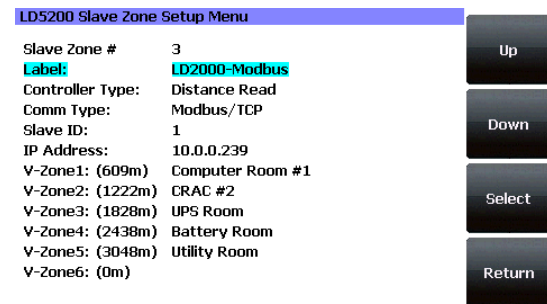 LD5200 Slave Zone Setup Menu
Slave Zone # 3
Label: LD2000-Modbus
Controller Type: Distance Read
Comm Type: Modbus/TCP
Slave ID: 1
IP Address: 10.0.0.239
V-Zone1: (609m) Computer Room #1
V-Zone2: (1222m) CRAC #2
V-Zone3: (1828m) UPS Room
V-Zone4: (2438m) Battery Room
V-Zone5: (3048m) Utility Room
V-Zone6: (0m)
Up
Down
Select
Return